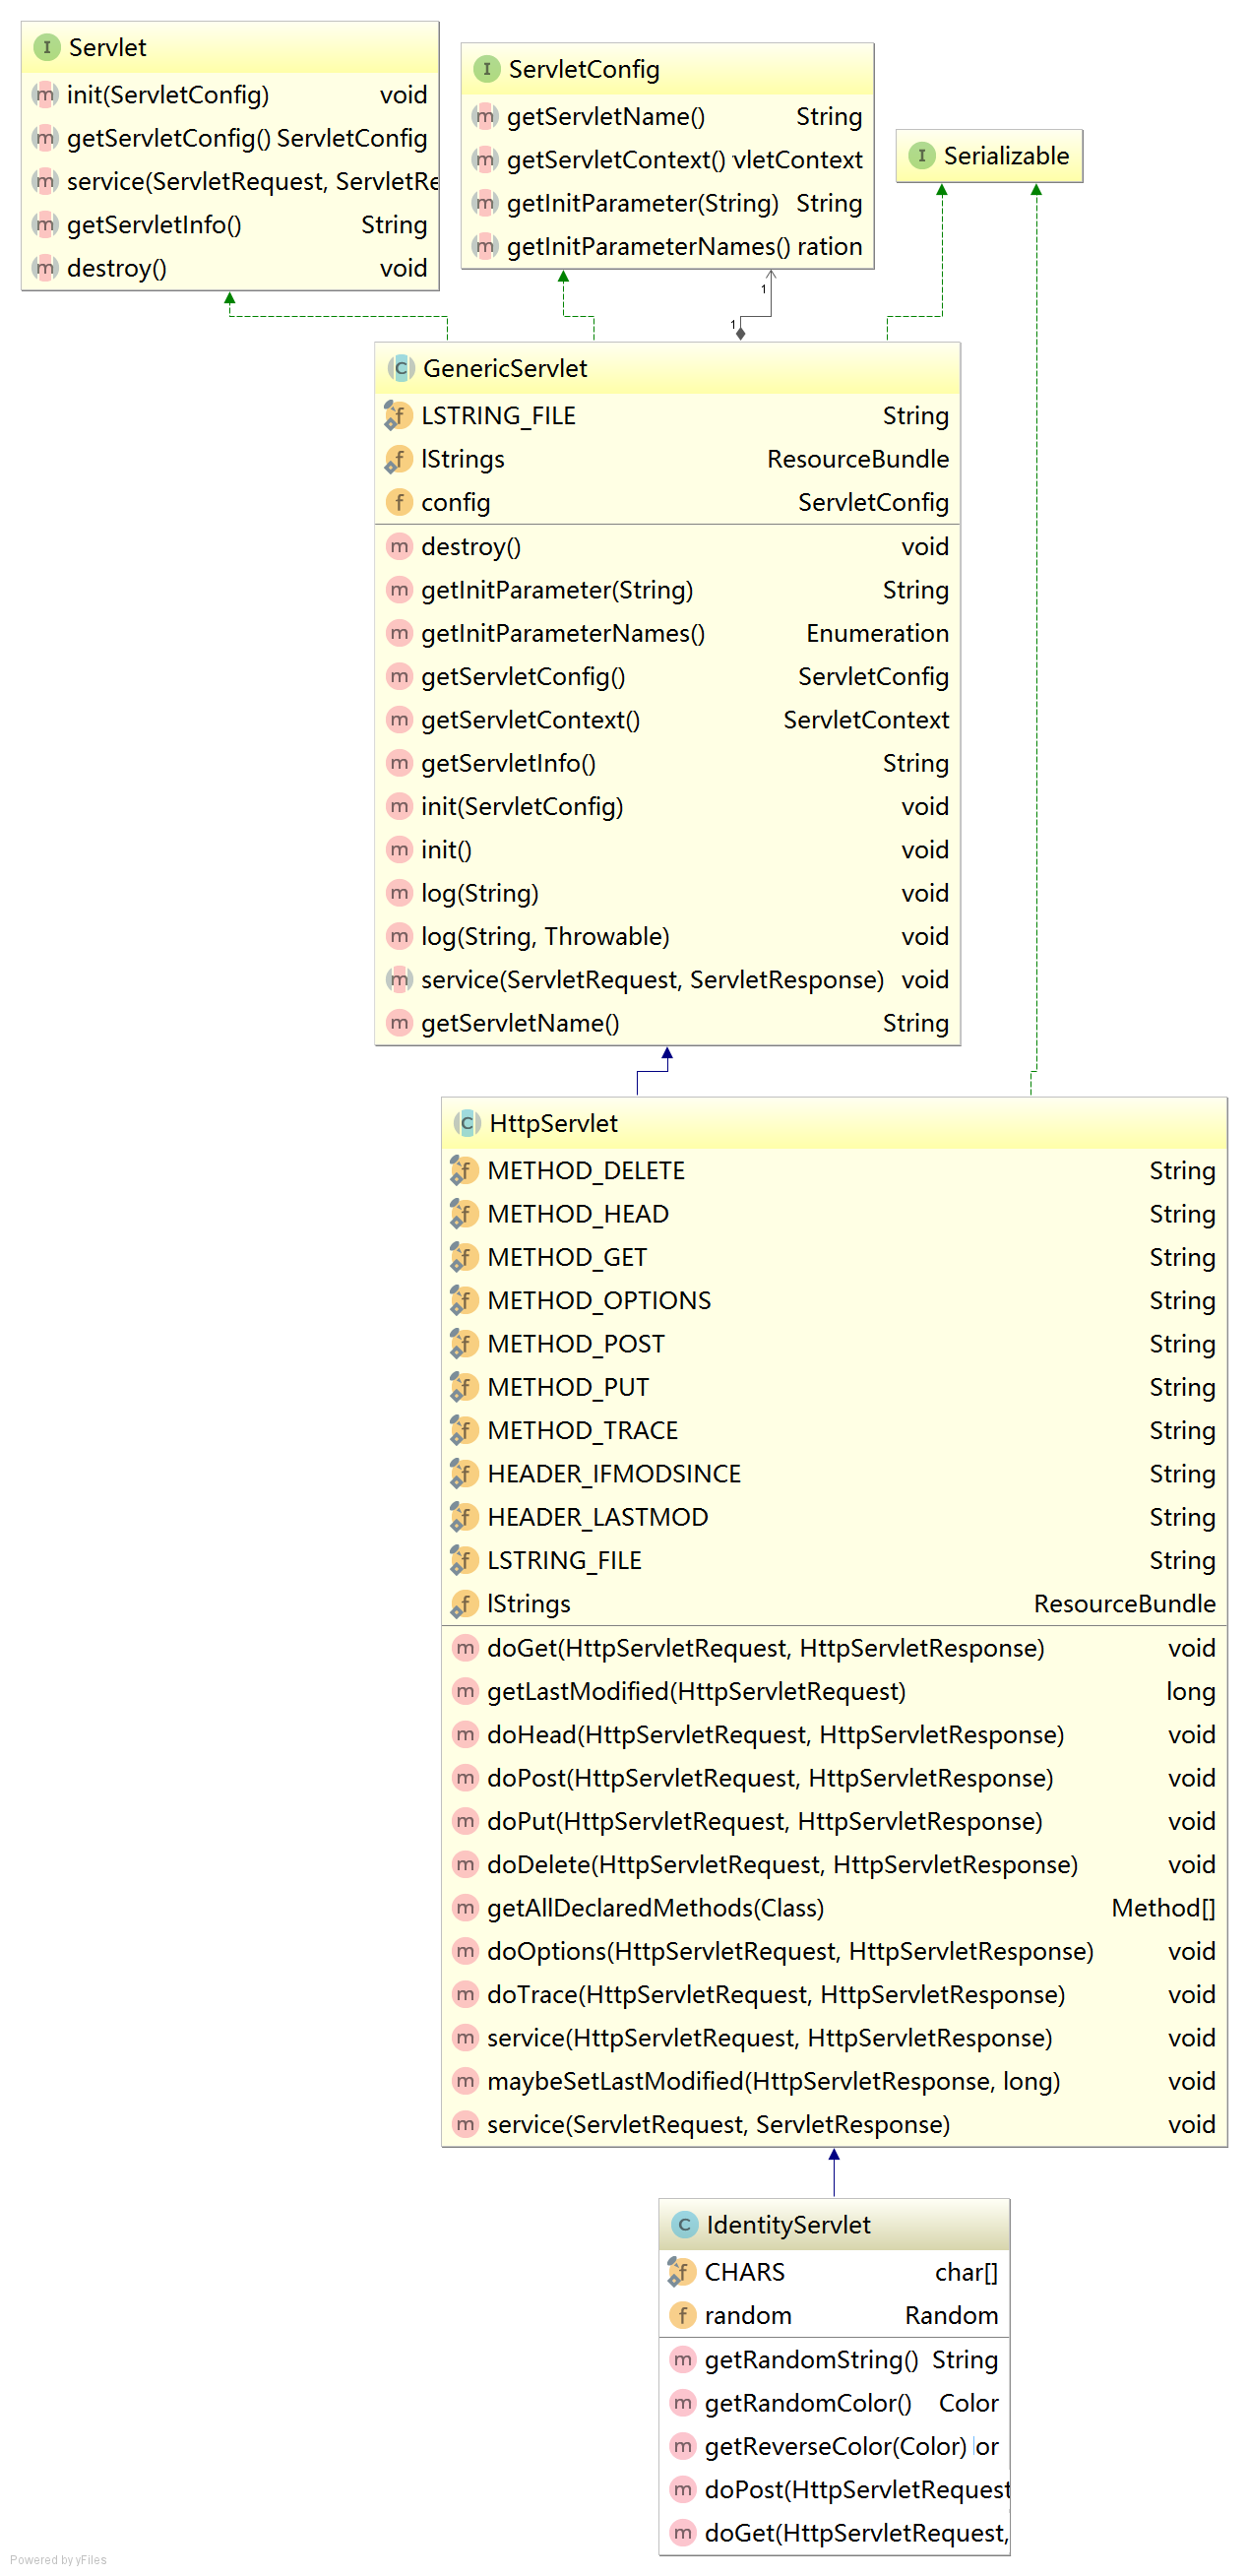 Servlet
init(ServletConfig) void
getServletConfig() ServletConfig
service(ServletRequest, ServletRe
getServletInfo() String
destroy() void
ServletConfig
getServletName() String
getServletContext() vletContext
getInitParameter(String) String
getInitParameterNames() ration
Serializable
1
1
GenericServlet
LSTRING_FILE String
lStrings ResourceBundle
config ServletConfig
destroy() void
getInitParameter(String) String
getInitParameterNames() Enumeration
getServletConfig() ServletConfig
getServletContext() ServletContext
getServletInfo() String
init(ServletConfig) void
init() void
log(String) void
log(String, Throwable) void
service(ServletRequest, ServletResponse) void
getServletName() String
HttpServlet
METHOD_DELETE String
METHOD_HEAD String
METHOD_GET String
METHOD_OPTIONS String
METHOD_POST String
METHOD_PUT String
METHOD_TRACE String
HEADER_IFMODSINCE String
HEADER_LASTMOD String
LSTRING_FILE String
lStrings ResourceBundle
doGet(HttpServletRequest, HttpServletResponse) void
getLastModified(HttpServletRequest) long
doHead(HttpServletRequest, HttpServletResponse) void
doPost(HttpServletRequest, HttpServletResponse) void
doPut(HttpServletRequest, HttpServletResponse) void
doDelete(HttpServletRequest, HttpServletResponse) void
getAllDeclaredMethods(Class) Method[]
doOptions(HttpServletRequest, HttpServletResponse) void
doTrace(HttpServletRequest, HttpServletResponse) void
service(HttpServletRequest, HttpServletResponse) void
maybeSetLastModified(HttpServletResponse, long) void
service(ServletRequest, ServletResponse) void
IdentityServlet
CHARS char[]
random Random
getRandomString() String
getRandomColor() Color
getReverseColor(Color) lor
doPost(HttpServletRequest
doGet(HttpServletRequest,
Powered by yFiles